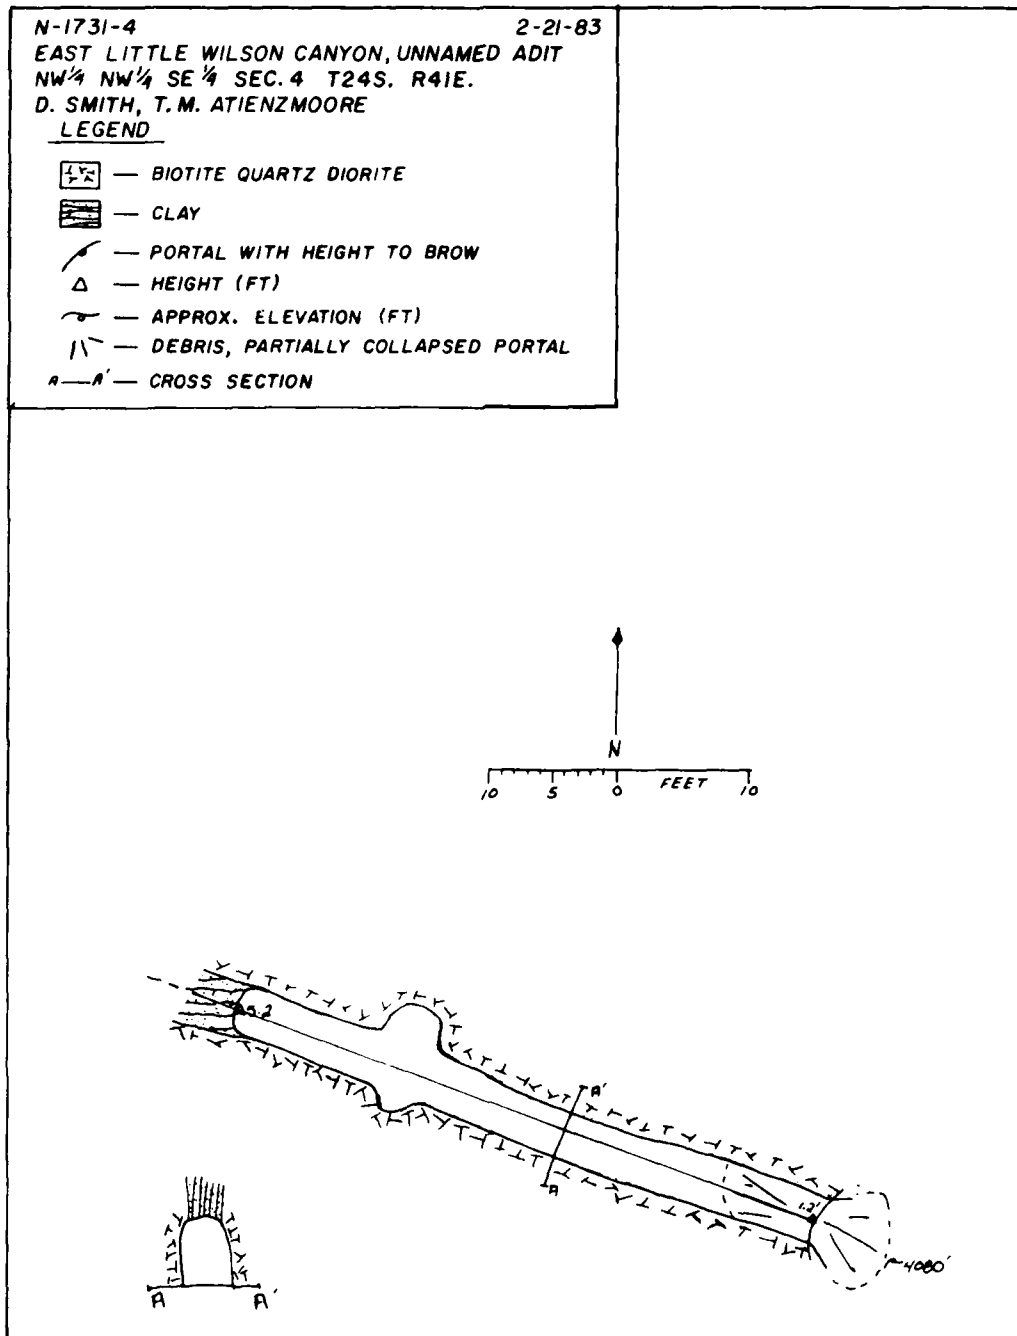 N-1731-4 2-21-83
EAST LITTLE WILSON CANYON, UNNAMED ADIT
NW¼ NW¼ SE ¼ SEC. 4 T24S. R41E.
D. SMITH, T. M. ATIENZMOORE
LEGEND
— BIOTITE QUARTZ DIORITE
— CLAY
— PORTAL WITH HEIGHT TO BROW
△ — HEIGHT (FT)
— APPROX. ELEVATION (FT)
— DEBRIS, PARTIALLY COLLAPSED PORTAL
A—A' — CROSS SECTION
N
10 5 0 FEET 10
5.2
A'
A
1.2'
4080'
A A'